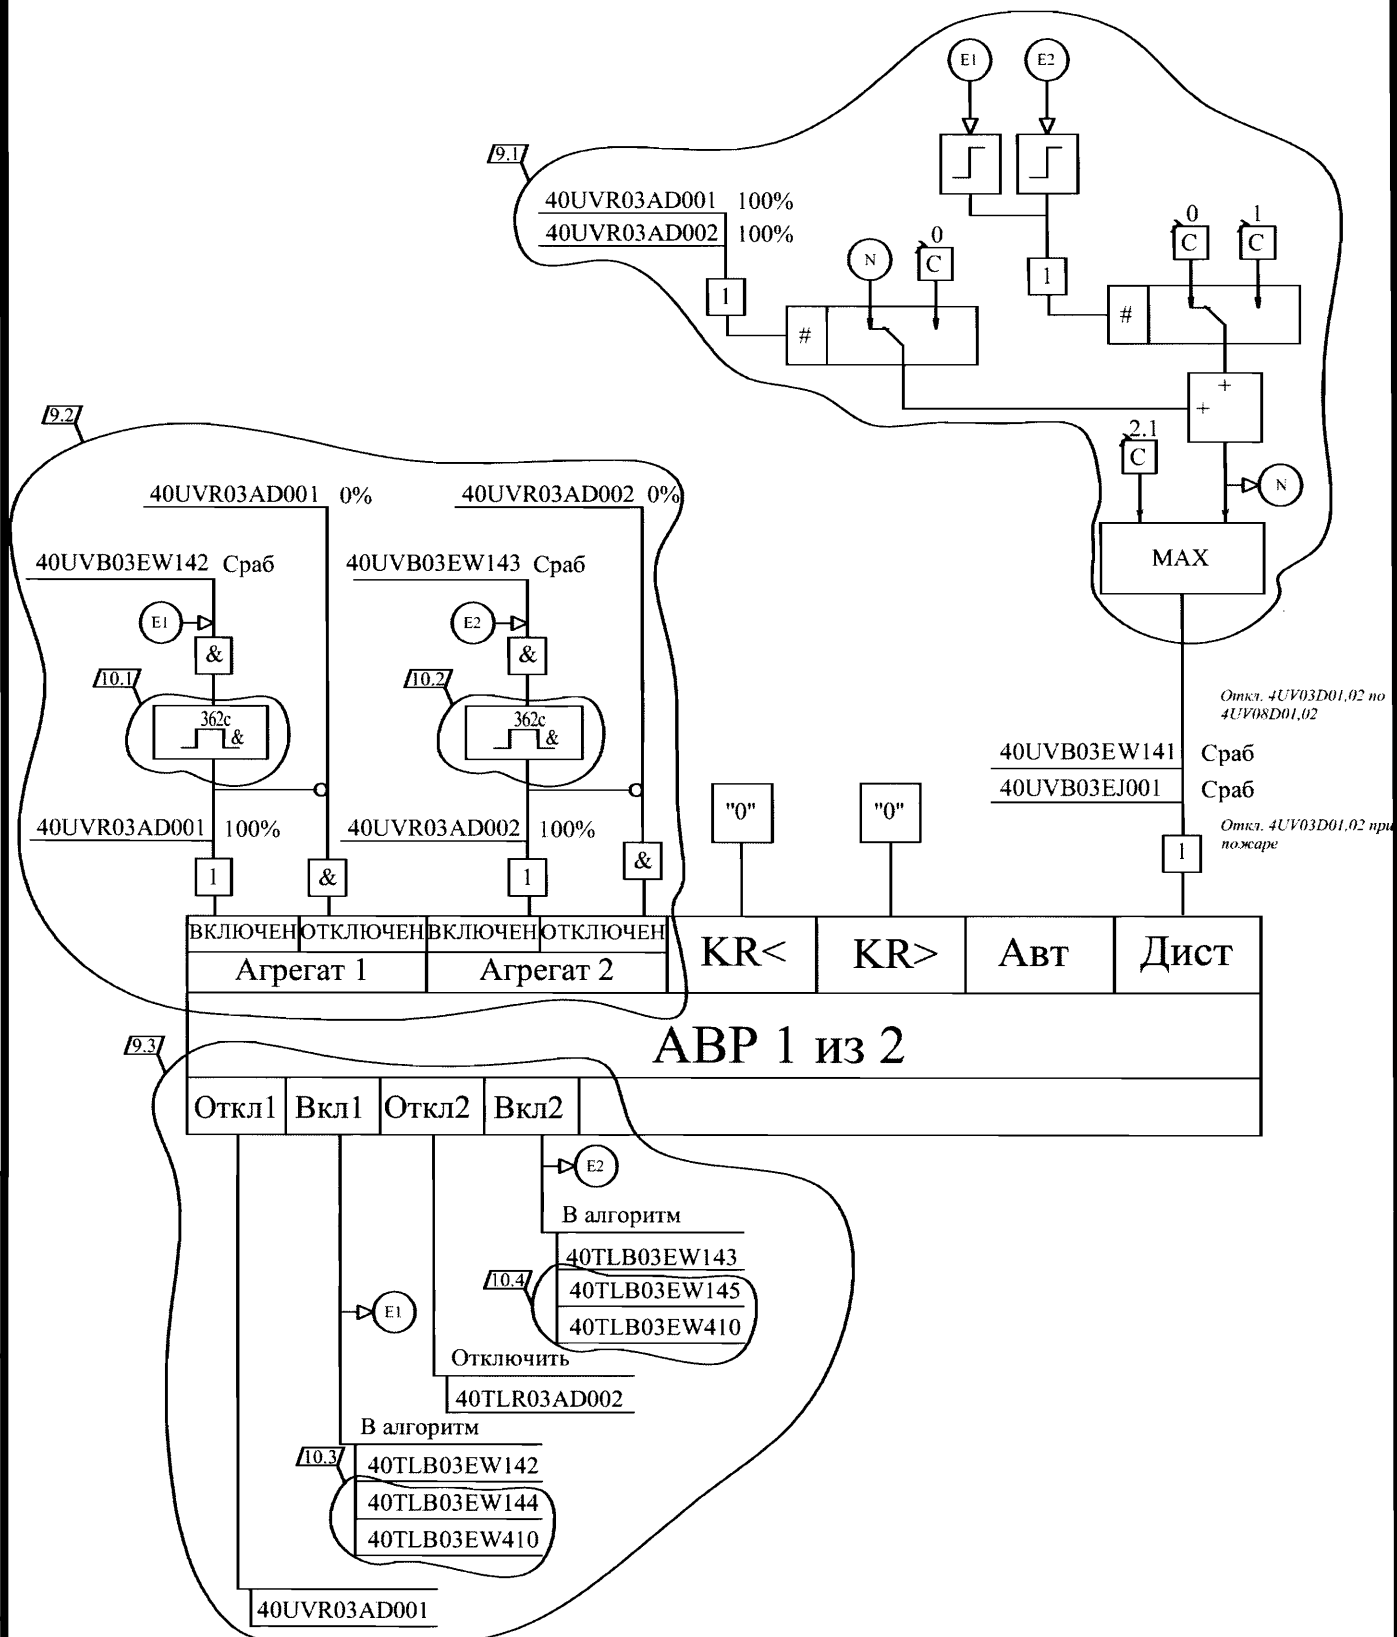 E1 E2
9.1
40UVR03AD001 100%
40UVR03AD002 100%
0 1
C C
N
0
C
1
1
#
#
+
+
9.2
2.1
C
N
40UVR03AD001 0%
40UVR03AD002 0%
MAX
40UVB03EW142 Сраб
40UVB03EW143 Сраб
E1
E2
&
&
10.1
10.2
362с
&
362с
&
Откл. 4UV03D01,02 по
4UV08D01,02
40UVB03EW141 Сраб
40UVB03EJ001 Сраб
"0" "0"
Откл. 4UV03D01,02 при
пожаре
40UVR03AD001 100%
40UVR03AD002 100%
1 & 1 & 1
ВКЛЮЧЕН ОТКЛЮЧЕН ВКЛЮЧЕН ОТКЛЮЧЕН
Агрегат 1 Агрегат 2
KR< KR> Авт Дист
9.3
АВР 1 из 2
Откл1 Вкл1 Откл2 Вкл2
E2
В алгоритм
40TLB03EW143
10.4
40TLB03EW145
40TLB03EW410
E1
Отключить
40TLR03AD002
В алгоритм
10.3
40TLB03EW142
40TLB03EW144
40TLB03EW410
40UVR03AD001